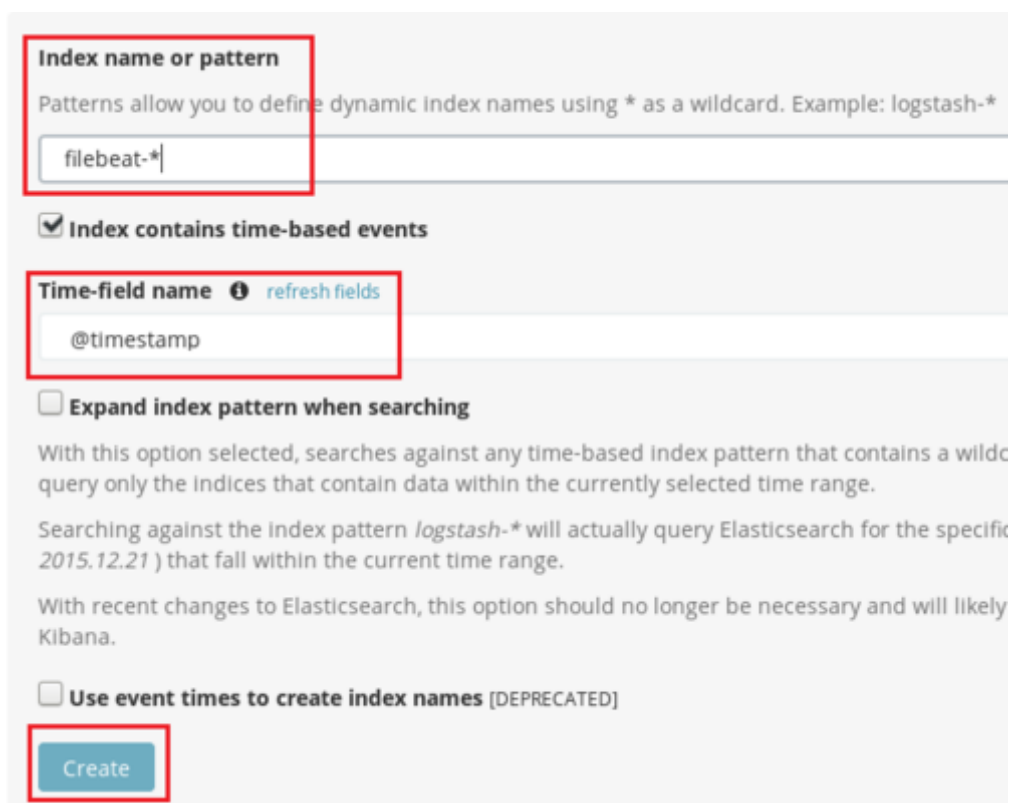 Index name or pattern
Patterns allow you to define dynamic index names using * as a wildcard. Example: logstash-*
filebeat-*
Index contains time-based events
Time-field name refresh fields
@timestamp
Expand index pattern when searching
With this option selected, searches against any time-based index pattern that contains a
query only the indices that contain data within the currently selected time range.
Searching against the index pattern logstash-* will actually query Elasticsearch for the specific
2015.12.21 ) that fall within the current time range.
With recent changes to Elasticsearch, this option should no longer be necessary and will likely
Kibana.
Use event times to create index names [DEPRECATED]
Create